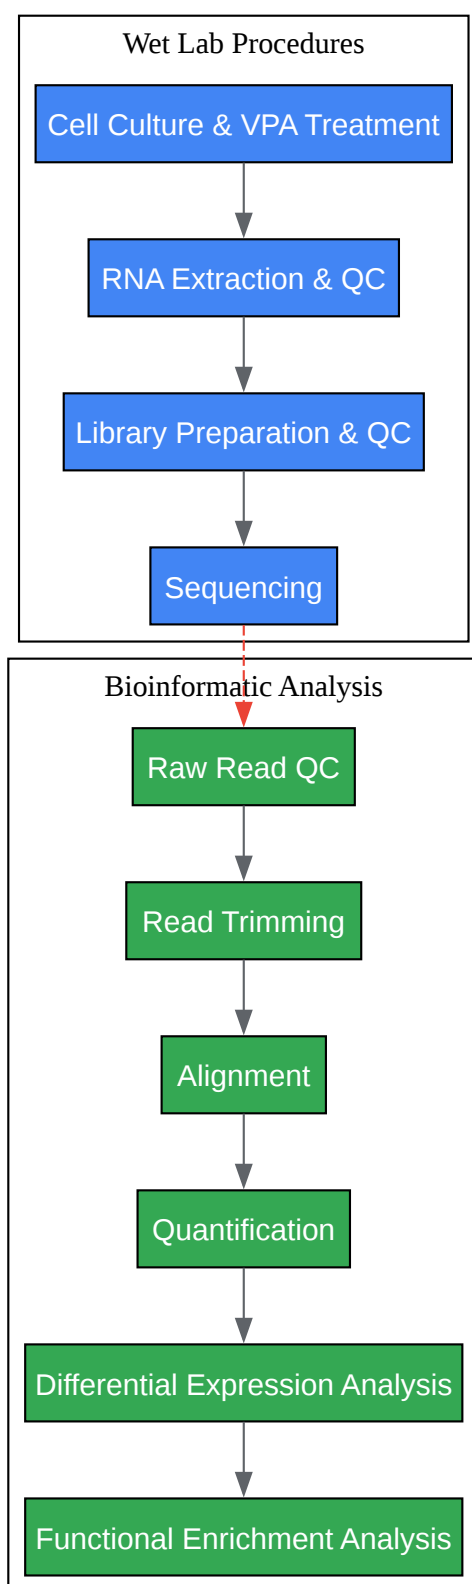 Wet Lab Procedures
Cell Culture & VPA Treatment
RNA Extraction & QC
Library Preparation & QC
Sequencing
Bioinformatic Analysis
Raw Read QC
Read Trimming
Alignment
Quantification
Differential Expression Analysis
Functional Enrichment Analysis